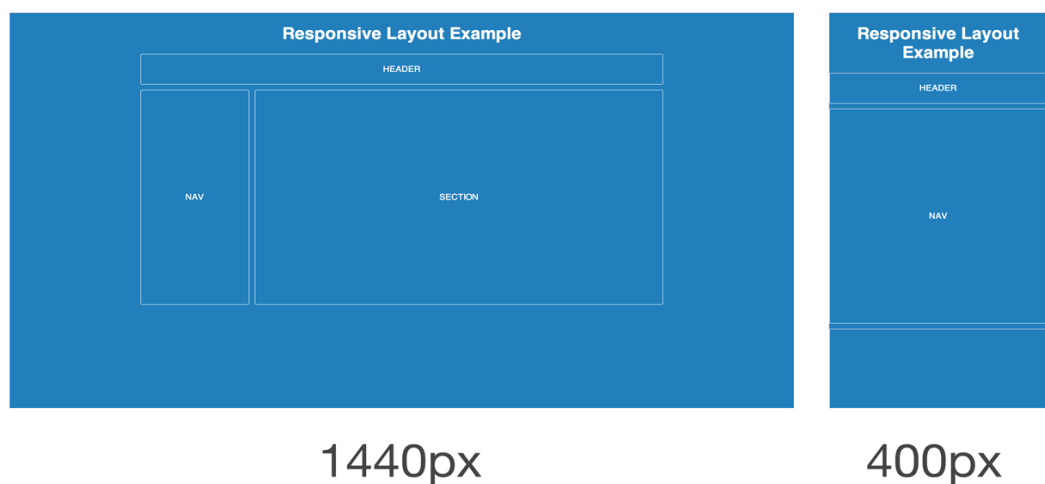 Responsive Layout Example
HEADER
NAV
SECTION
1440px
Responsive Layout
Example
HEADER
NAV
400px